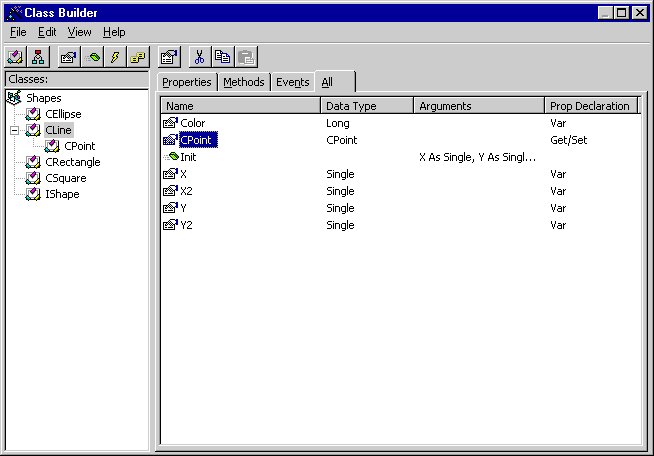 Class Builder
File Edit View Help
Classes:
Shapes
CEllipse
CLine
CPoint
CRectangle
CSquare
IShape
Properties Methods Events All
Name Data Type Arguments Prop Declaration
Color Long Var
CPoint CPoint Get/Set
Init X As Single, Y As Singl...
X Single Var
X2 Single Var
Y Single Var
Y2 Single Var